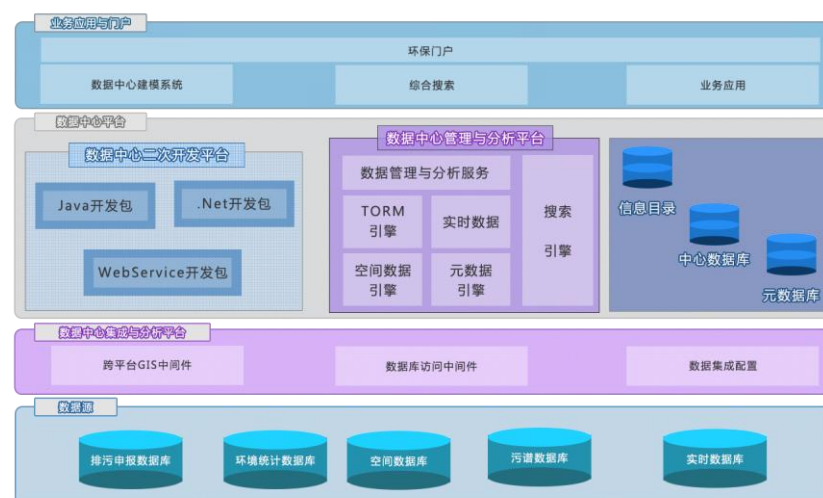 业务应用与门户
环保门户
数据中心建模系统
综合搜索
业务应用
数据中心平台
数据中心二次开发平台
Java开发包
.Net开发包
WebService开发包
数据中心管理与分析平台
数据管理与分析服务
TORM
引擎
实时数据
空间数据
引擎
元数据
引擎
搜索
引擎
信息目录
中心数据库
元数据库
数据中心集成与分析平台
跨平台GIS中间件
数据库访问中间件
数据集成配置
数据源
排污申报数据库
环境统计数据库
空间数据库
污谱数据库
实时数据库